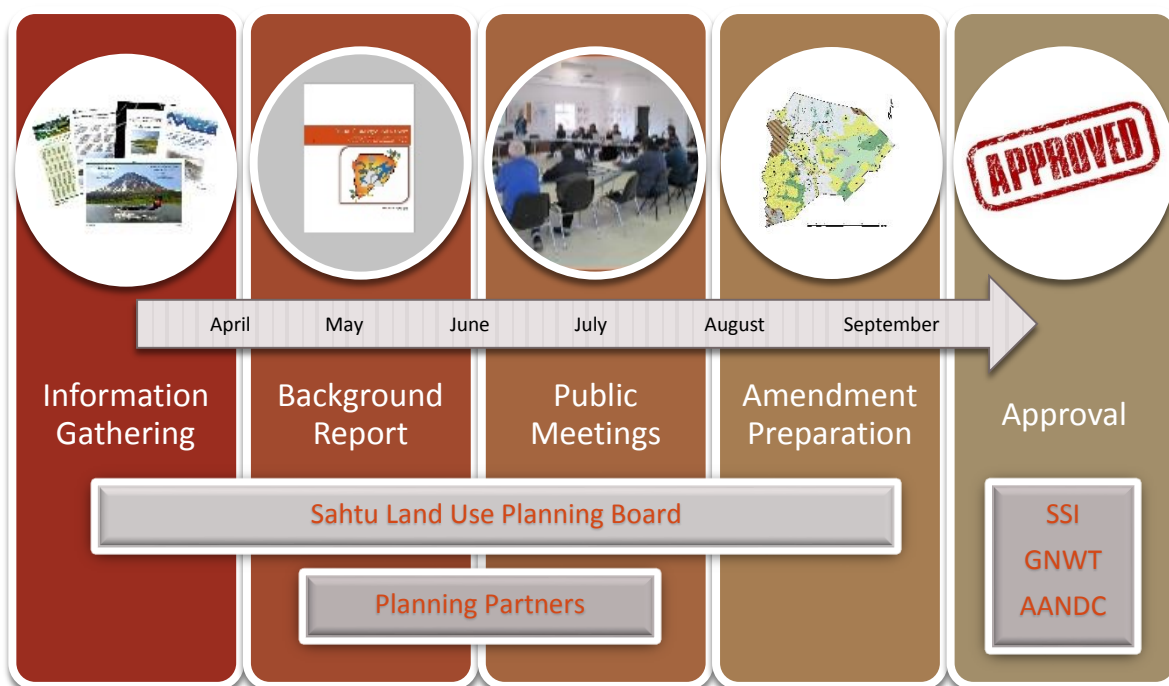 APPROVED
April May June July August September
Information
Gathering
Background
Report
Public
Meetings
Amendment
Preparation
Approval
Sahtu Land Use Planning Board
Planning Partners
SSI
GNWT
AANDC